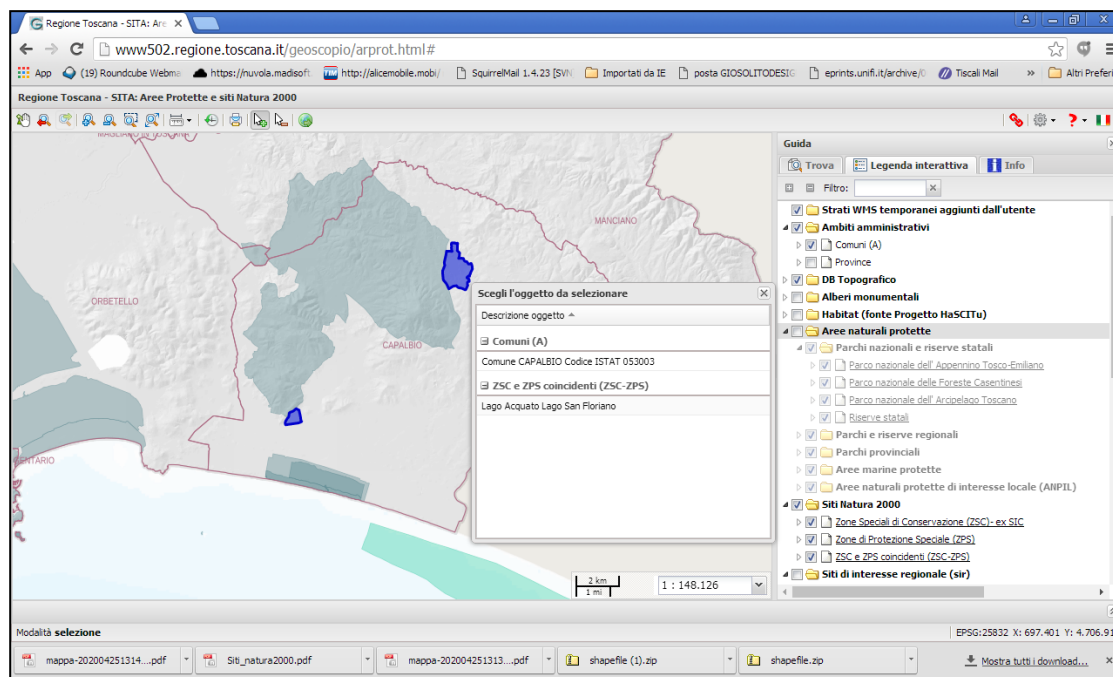 Regione Toscana - SITA: Are
www502.regione.toscana.it/geoscopio/arprot.html#
App (19) Roundcube Webma https://nuvola.madisoft. http://alicemobile.mobi/ SquirrelMail 1.4.23 [SVN Importati da IE posta GIOSOLITODESIG eprints.unifi.it/archive/0 Tiscali Mail » Altri Preferi
Regione Toscana - SITA: Aree Protette e siti Natura 2000
Guida
Trova Legenda interattiva Info
Filtro:
Strati WMS temporanei aggiunti dall'utente
Ambiti amministrativi
Comuni (A)
Province
DB Topografico
Alberi monumentali
Habitat (fonte Progetto HaSCITu)
Aree naturali protette
Parchi nazionali e riserve statali
Parco nazionale dell' Appennino Tosco-Emiliano
Parco nazionale delle Foreste Casentinesi
Parco nazionale dell' Arcipelago Toscano
Riserve statali
Parchi e riserve regionali
Parchi provinciali
Aree marine protette
Aree naturali protette di interesse locale (ANPIL)
Siti Natura 2000
Zone Speciali di Conservazione (ZSC)- ex SIC
Zone di Protezione Speciale (ZPS)
ZSC e ZPS coincidenti (ZSC-ZPS)
Siti di interesse regionale (sir)
MAGLIANO IN TOSCANA
MANCIANO
ORBETELLO
CAPALBIO
ENTARIO
Scegli l'oggetto da selezionare
Descrizione oggetto
Comuni (A)
Comune CAPALBIO Codice ISTAT 053003
ZSC e ZPS coincidenti (ZSC-ZPS)
Lago Acquato Lago San Floriano
2 km
1 mi
1 : 148.126
Modalità selezione
EPSG:25832 X: 697.401 Y: 4.706.91
mappa-202004251314....pdf Siti_natura2000.pdf mappa-202004251313....pdf shapefile (1).zip shapefile.zip Mostra tutti i download...